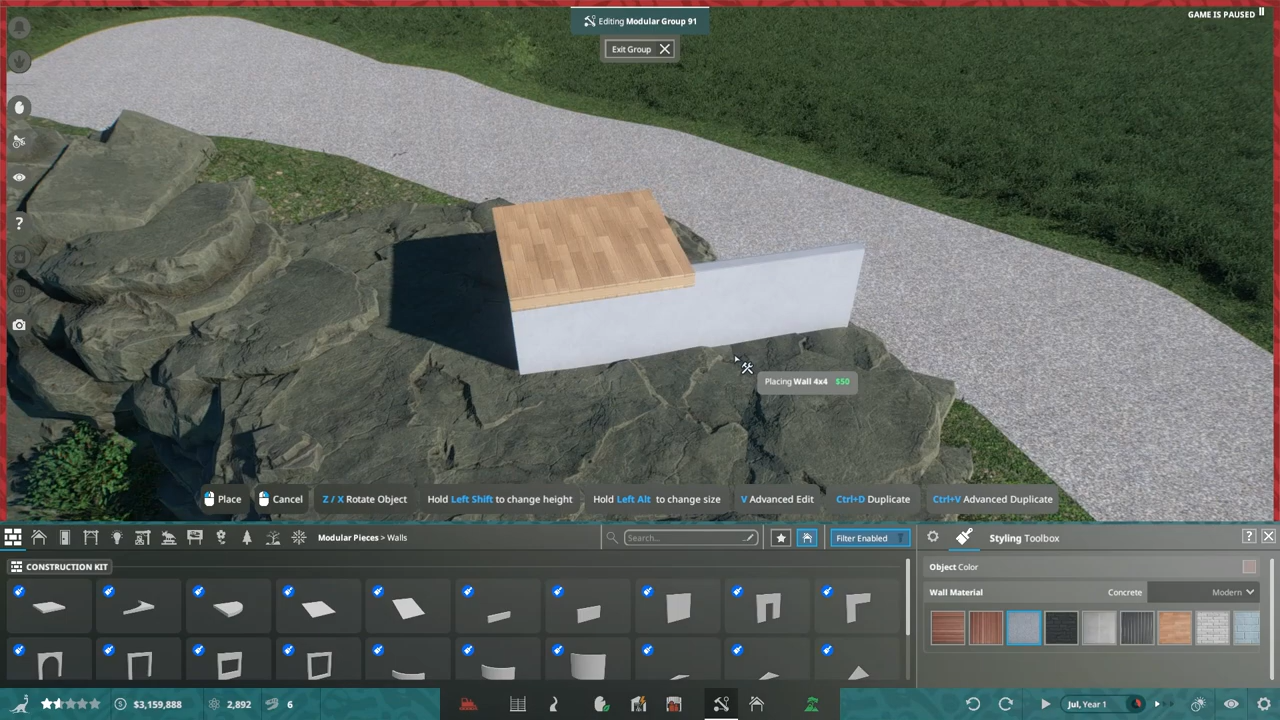 Editing Modular Group 91
GAME IS PAUSED
Exit Group
?
Placing Wall 4x4 $50
Place
Cancel
Z / X Rotate Object
Hold Left Shift to change height
Hold Left Alt to change size
V Advanced Edit
Ctrl+D Duplicate
Ctrl+V Advanced Duplicate
Modular Pieces > Walls
Search...
Filter Enabled
Styling Toolbox
?
CONSTRUCTION KIT
Object Color
Wall Material
Concrete
Modern
$3,159,888
2,892
6
Jul, Year 1